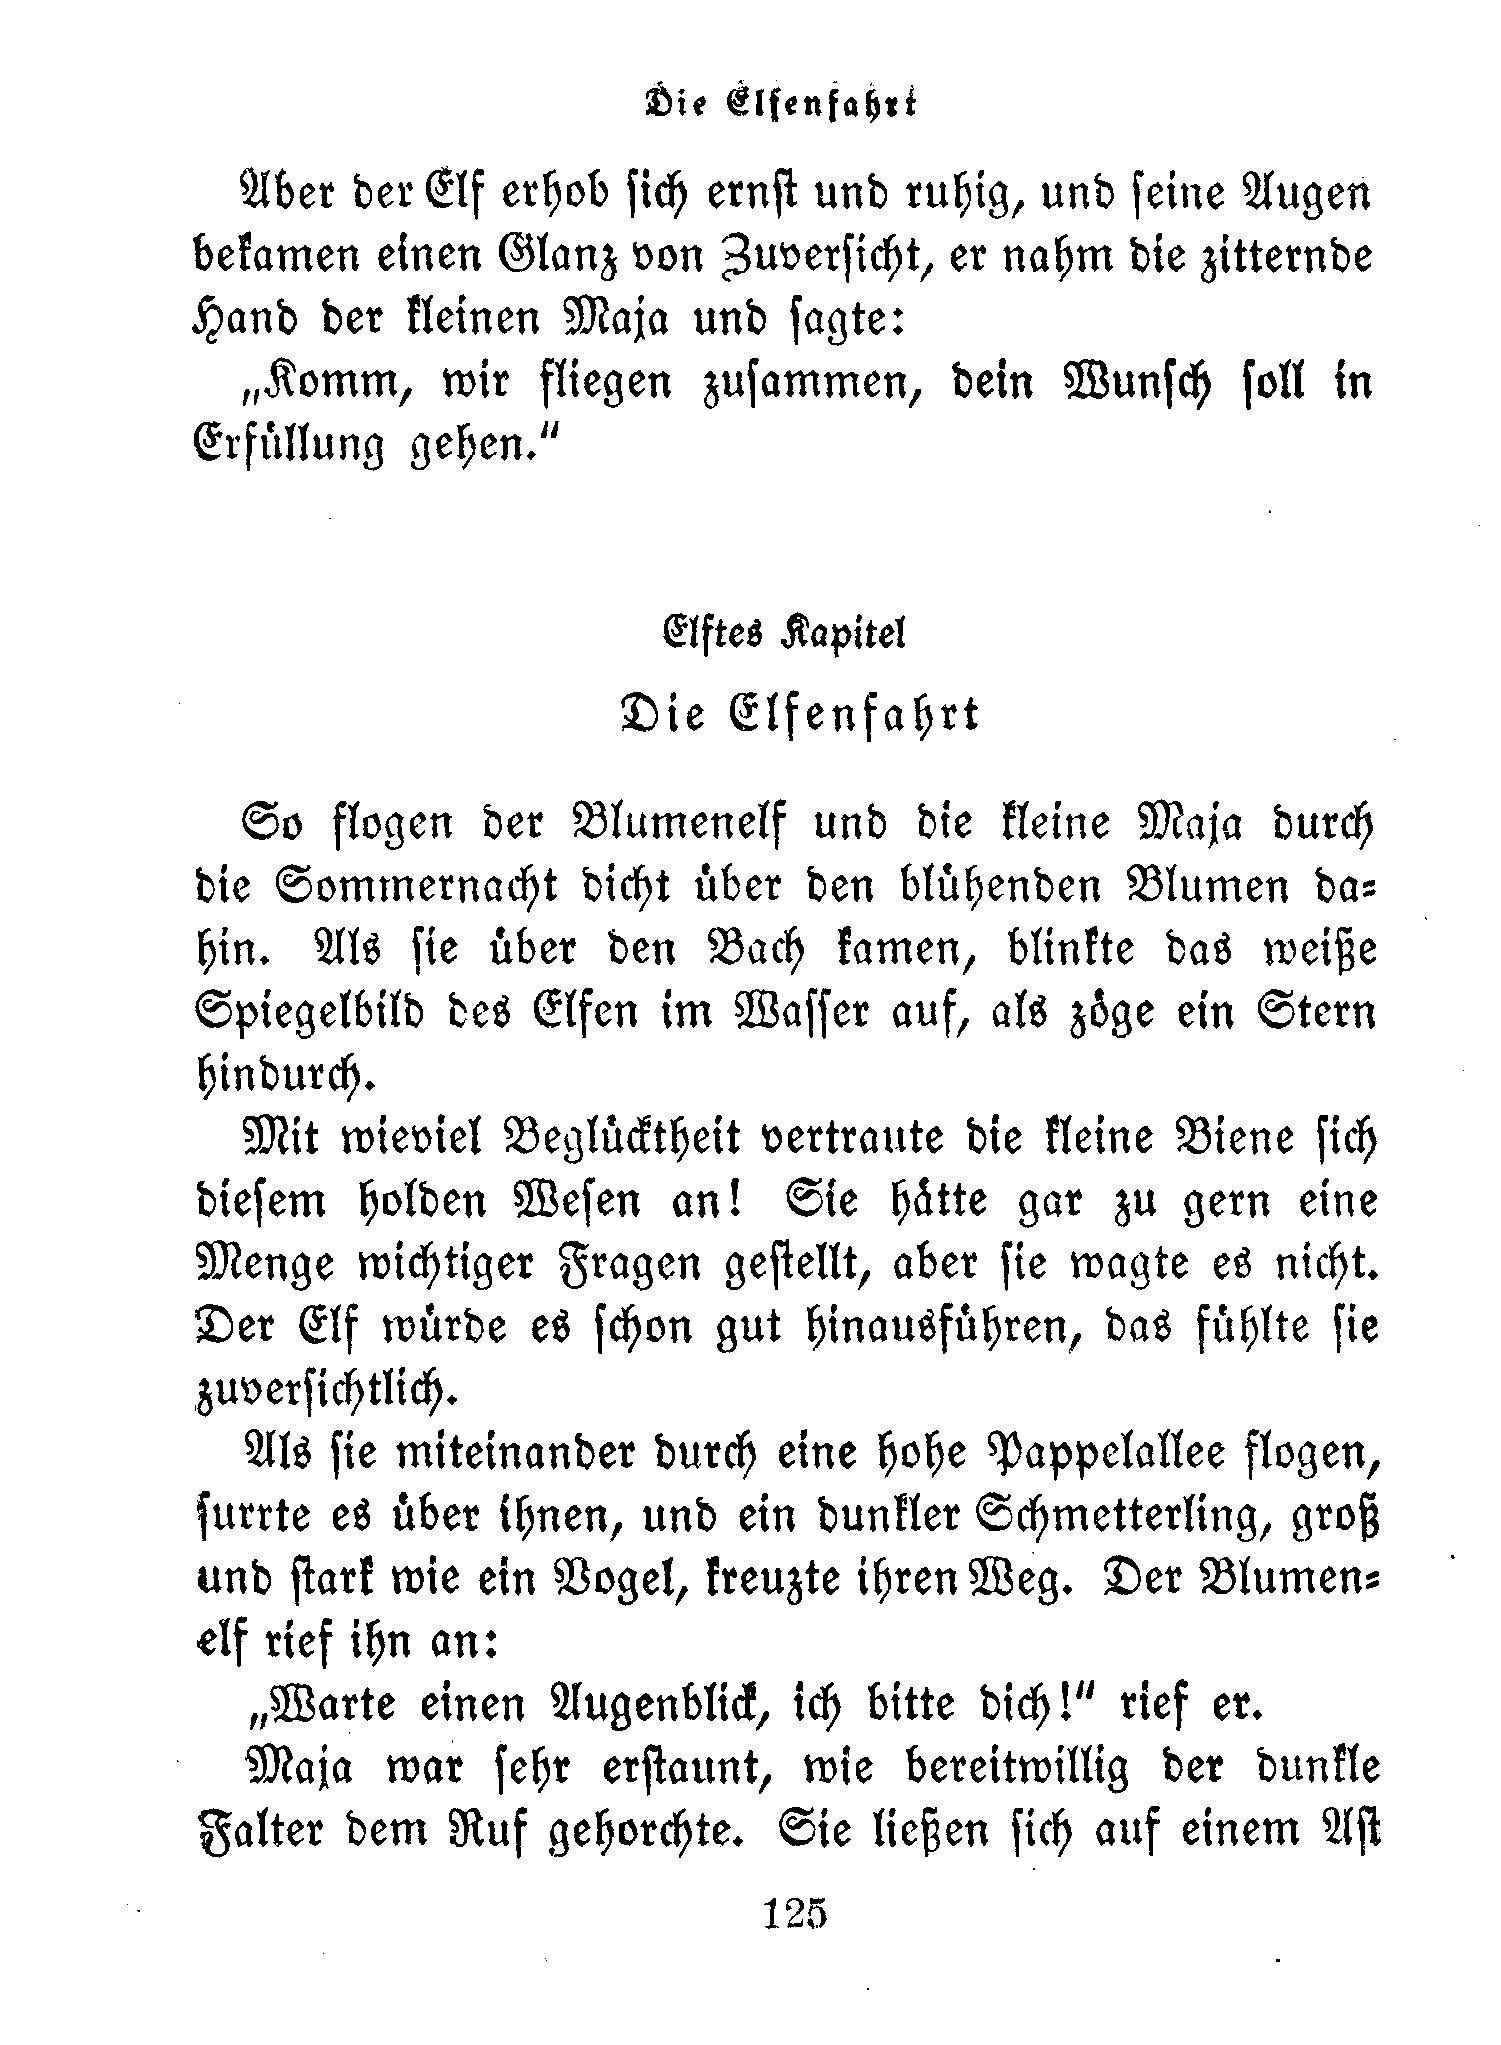 Die Elfenfahrt
Aber der Elf erhob ſich ernſt und ruhig, und ſeine Augen
bekamen einen Glanz von Zuverſicht, er nahm die zitternde
Hand der kleinen Maja und ſagte:
„Komm, wir fliegen zuſammen, dein Wunſch ſoll in
Erfüllung gehen.“
Elftes Kapitel
Die Elfenfahrt
So flogen der Blumenelf und die kleine Maja durch
die Sommernacht dicht über den blühenden Blumen da⸗
hin. Als ſie über den Bach kamen, blinkte das weiße
Spiegelbild des Elfen im Waſſer auf, als zöge ein Stern
hindurch.
Mit wieviel Beglücktheit vertraute die kleine Biene ſich
dieſem holden Weſen an! Sie hätte gar zu gern eine
Menge wichtiger Fragen geſtellt, aber ſie wagte es nicht.
Der Elf würde es ſchon gut hinausführen, das fühlte ſie
zuverſichtlich.
Als ſie miteinander durch eine hohe Pappelallee flogen,
ſurrte es über ihnen, und ein dunkler Schmetterling, groß
und ſtark wie ein Vogel, kreuzte ihren Weg. Der Blumen⸗
elf rief ihn an:
„Warte einen Augenblick, ich bitte dich!“ rief er.
Maja war ſehr erſtaunt, wie bereitwillig der dunkle
Falter dem Ruf gehorchte. Sie ließen ſich auf einem Aſt
125